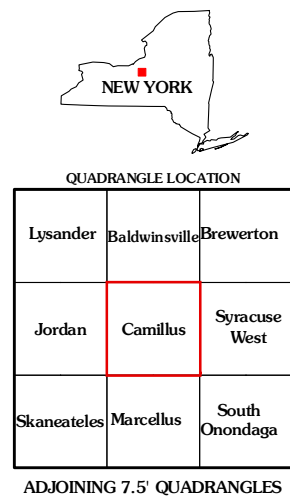 NEW YORK
QUADRANGLE LOCATION
Lysander Baldwinsville Brewerton
Jordan Camillus Syracuse West
Skaneateles Marcellus South Onondaga
ADJOINING 7.5' QUADRANGLES